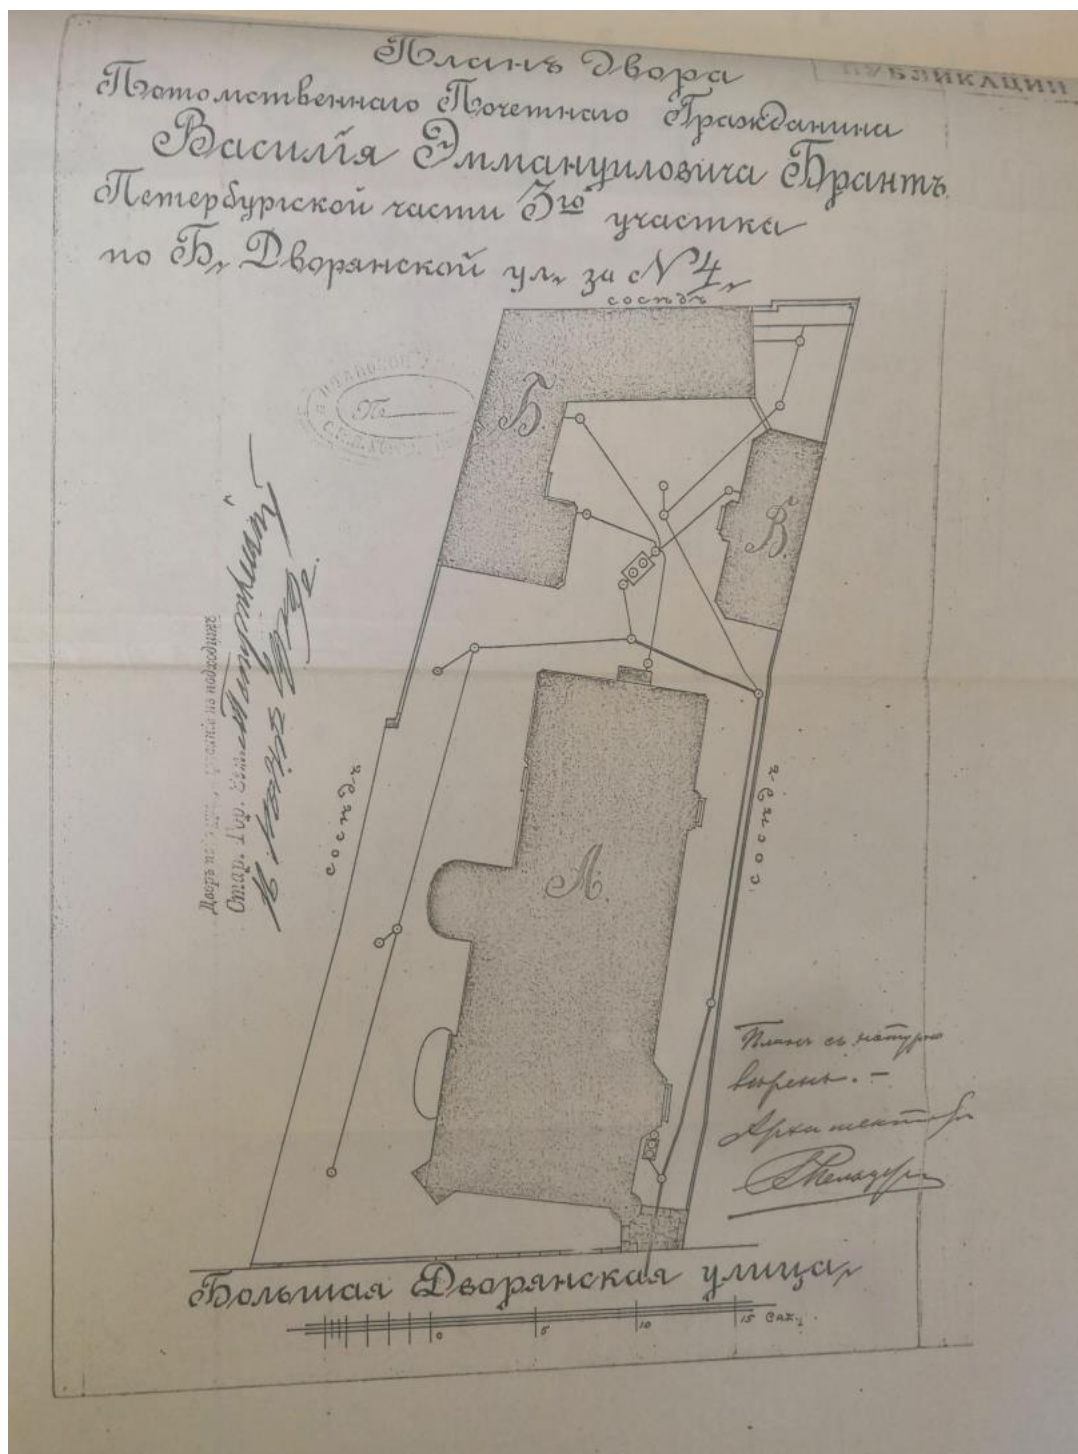 Планъ Двора
ПУБЛИКАЦИИ
Потомственнаго Почетнаго Гражданина
Василія Эммануиловича Брантъ
Петербургской части 3го участка
по Б. Дворянской ул. за № 4.
сосѣдъ
Б.
В.
А.
сосѣдъ
сосѣдъ
Планъ съ натурою
вѣренъ. –
Архитекторъ
Большая Дворянская улица
0 5 10 15 саж.